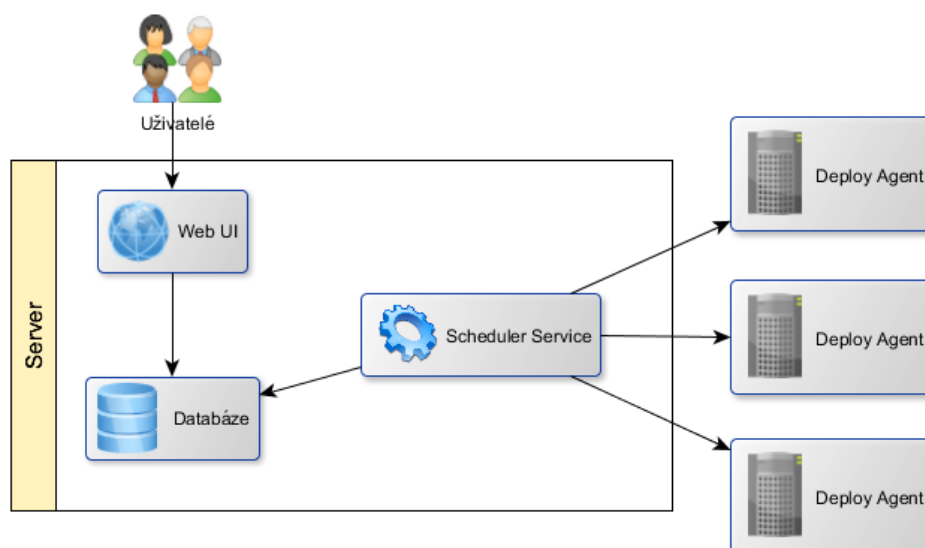 Uživatelé
Server
Web UI
Databáze
Scheduler Service
Deploy Agent
Deploy Agent
Deploy Agent